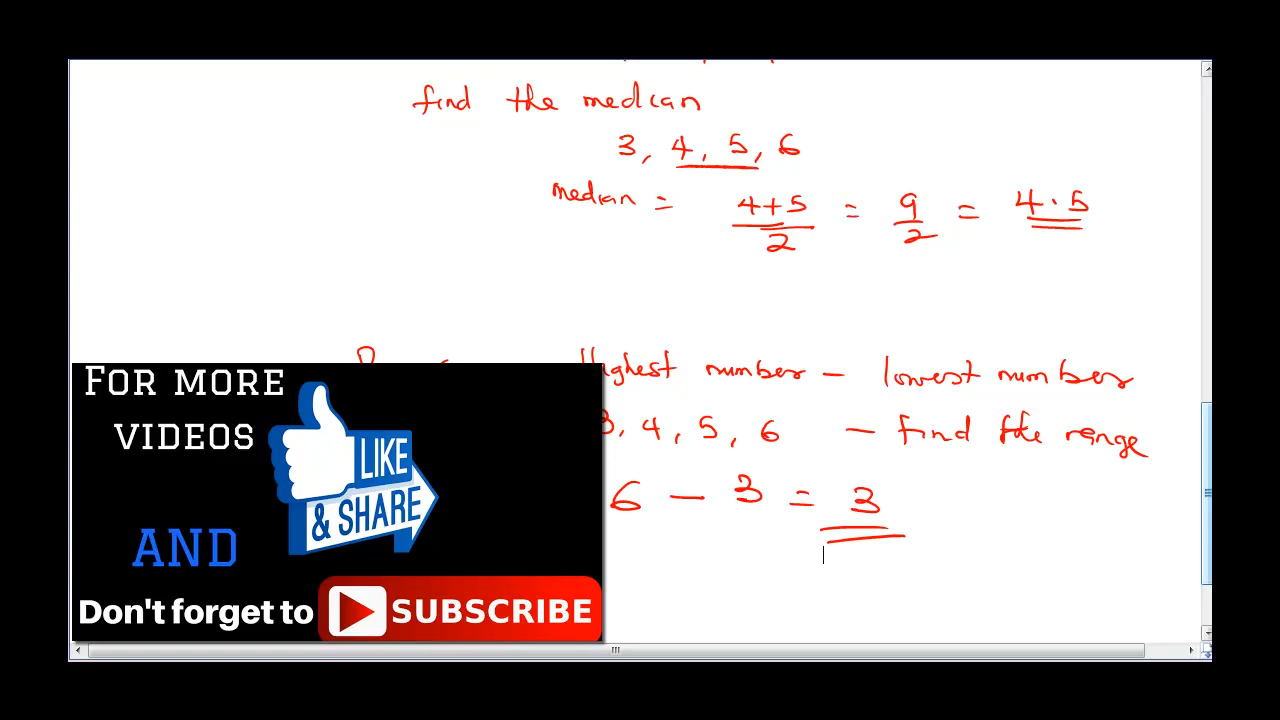 find the median
3, 4, 5, 6
median = 4+5/2 = 9/2 = 4.5
Highest number - lowest number
3, 4, 5, 6 - find the range
6 - 3 = 3
FOR MORE
VIDEOS
LIKE
& SHARE
AND
Don't forget to SUBSCRIBE